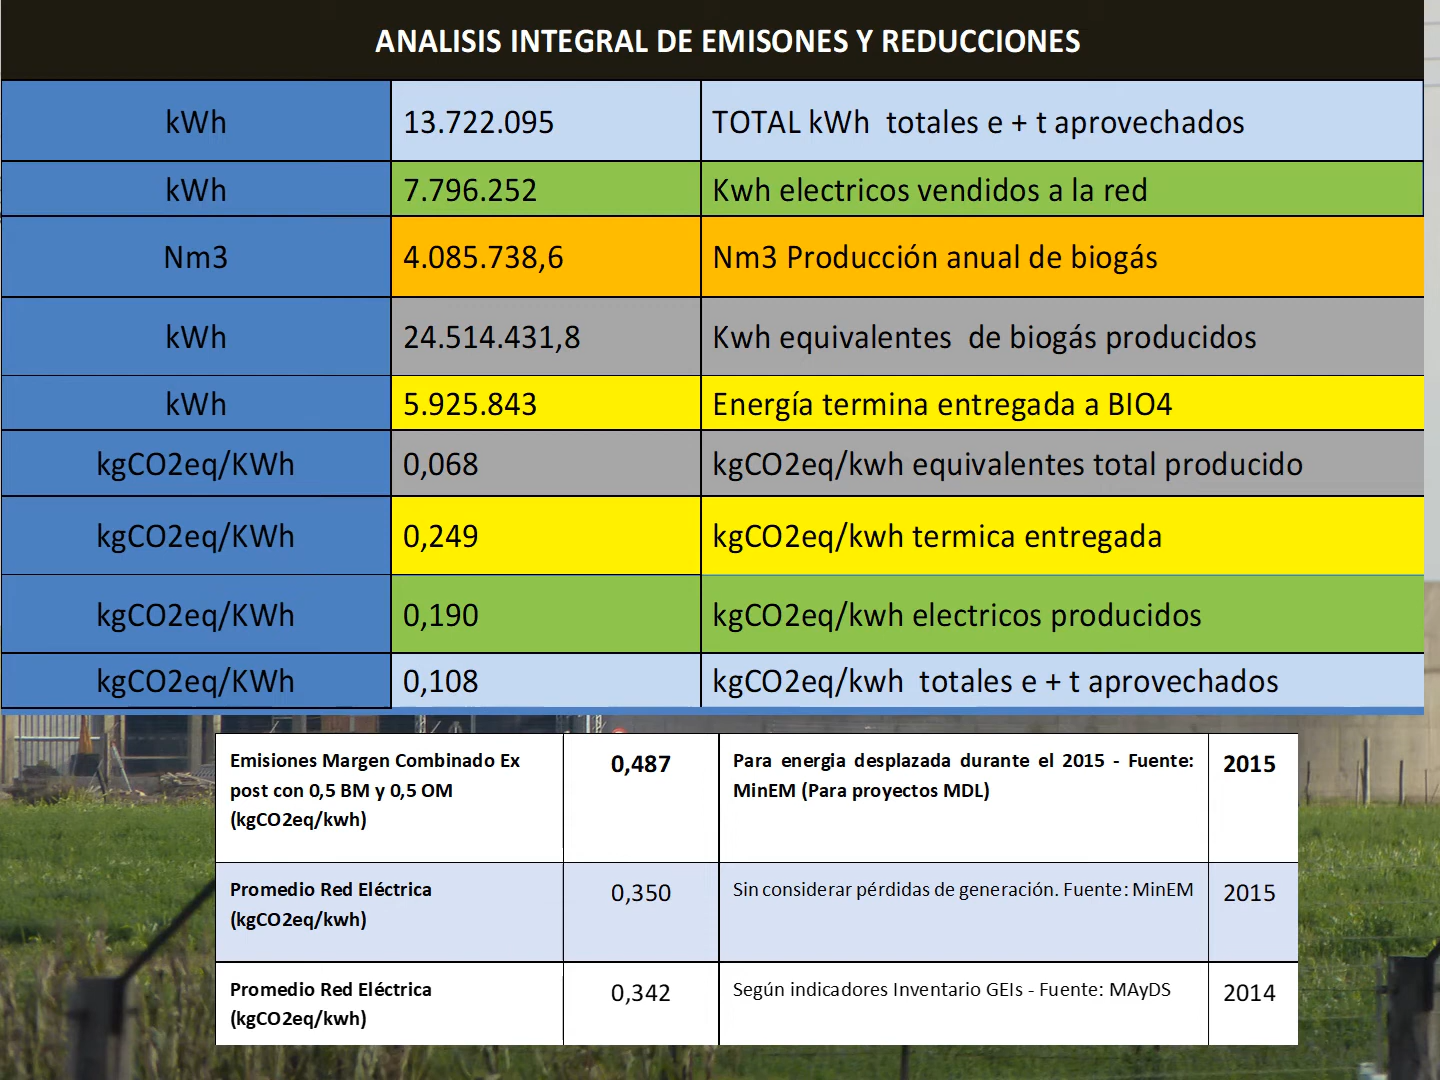 ANALISIS INTEGRAL DE EMISONES Y REDUCCIONES
kWh 13.722.095 TOTAL kWh totales e + t aprovechados
kWh 7.796.252 Kwh electricos vendidos a la red
Nm3 4.085.738,6 Nm3 Producción anual de biogás
kWh 24.514.431,8 Kwh equivalentes de biogás producidos
kWh 5.925.843 Energía termina entregada a BIO4
kgCO2eq/KWh 0,068 kgCO2eq/kwh equivalentes total producido
kgCO2eq/KWh 0,249 kgCO2eq/kwh termica entregada
kgCO2eq/KWh 0,190 kgCO2eq/kwh electricos producidos
kgCO2eq/KWh 0,108 kgCO2eq/kwh totales e + t aprovechados
Emisiones Margen Combinado Ex 0,487 Para energia desplazada durante el 2015 - Fuente: 2015
post con 0,5 BM y 0,5 OM MinEM (Para proyectos MDL)
(kgCO2eq/kwh)
Promedio Red Eléctrica 0,350 Sin considerar pérdidas de generación. Fuente: MinEM 2015
(kgCO2eq/kwh)
Promedio Red Eléctrica 0,342 Según indicadores Inventario GEIs - Fuente: MAyDS 2014
(kgCO2eq/kwh)